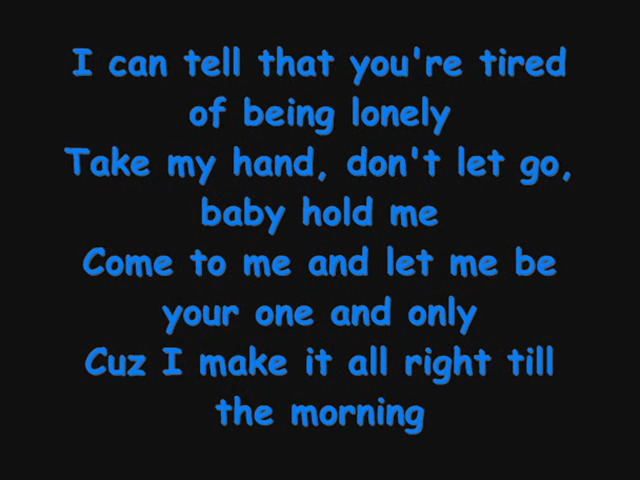 I can tell that you're tired
of being lonely
Take my hand, don't let go,
baby hold me
Come to me and let me be
your one and only
Cuz I make it all right till
the morning